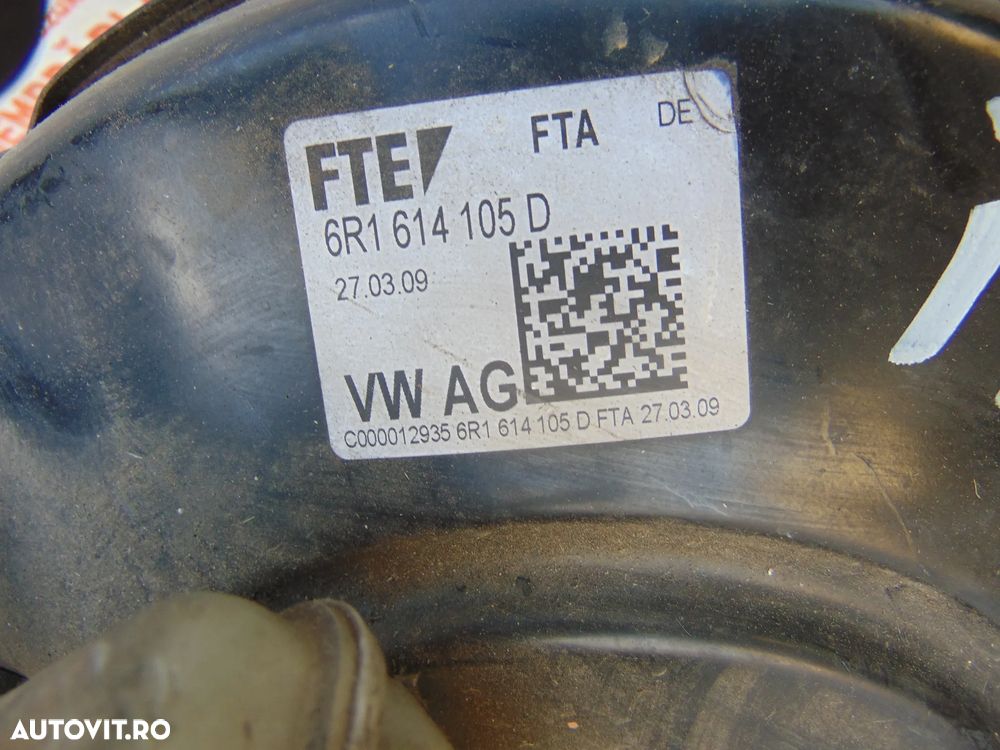 FTE FTA DE
6R1 614 105 D
27.03.09
VW AG
C000012935 6R1 614 105 D FTA 27.03.09
AUTOVIT.RO